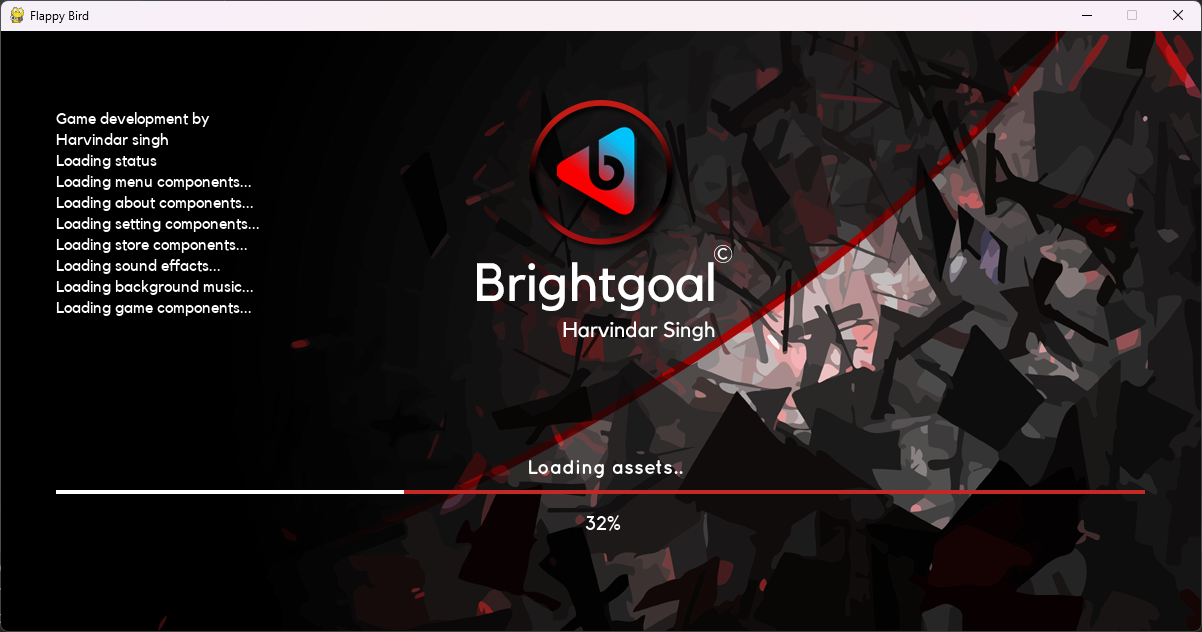 Flappy Bird
Game development by
Harvindar singh
Loading status
Loading menu components...
Loading about components...
Loading setting components...
Loading store components...
Loading sound effacts...
Loading background music...
Loading game components...
b
Brightgoal©
Harvindar Singh
Loading assets..
32%